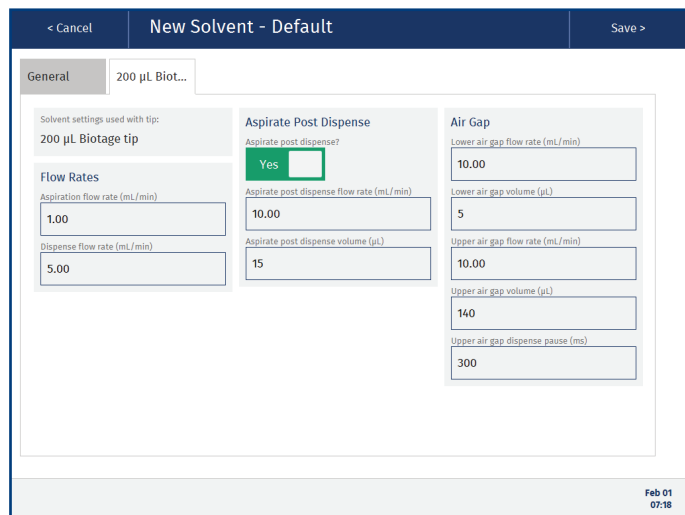 < Cancel
New Solvent - Default
Save >
General
200 µL Biot...
Solvent settings used with tip:
200 µL Biotage tip
Flow Rates
Aspiration flow rate (mL/min)
1.00
Dispense flow rate (mL/min)
5.00
Aspirate Post Dispense
Aspirate post dispense?
Yes
Aspirate post dispense flow rate (mL/min)
10.00
Aspirate post dispense volume (µL)
15
Air Gap
Lower air gap flow rate (mL/min)
10.00
Lower air gap volume (µL)
5
Upper air gap flow rate (mL/min)
10.00
Upper air gap volume (µL)
140
Upper air gap dispense pause (ms)
300
Feb 01
07:18